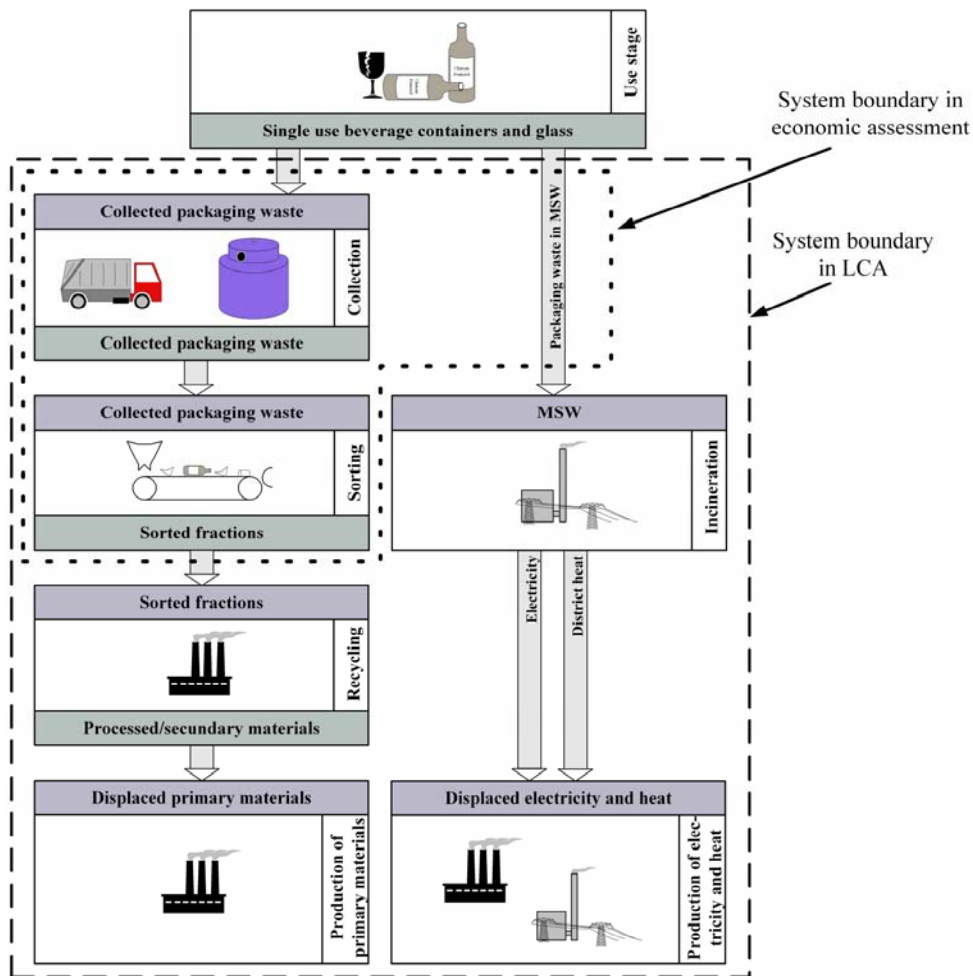 Use stage
Single use beverage containers and glass
System boundary in
economic assessment
Collected packaging waste
Collection
Collected packaging waste
Packaging waste in MSW
System boundary
in LCA
Collected packaging waste
Sorting
Sorted fractions
MSW
Incineration
Sorted fractions
Recycling
Processed/secundary materials
Electricity
District heat
Displaced primary materials
Production of
primary materials
Displaced electricity and heat
Production of elec-
tricity and heat